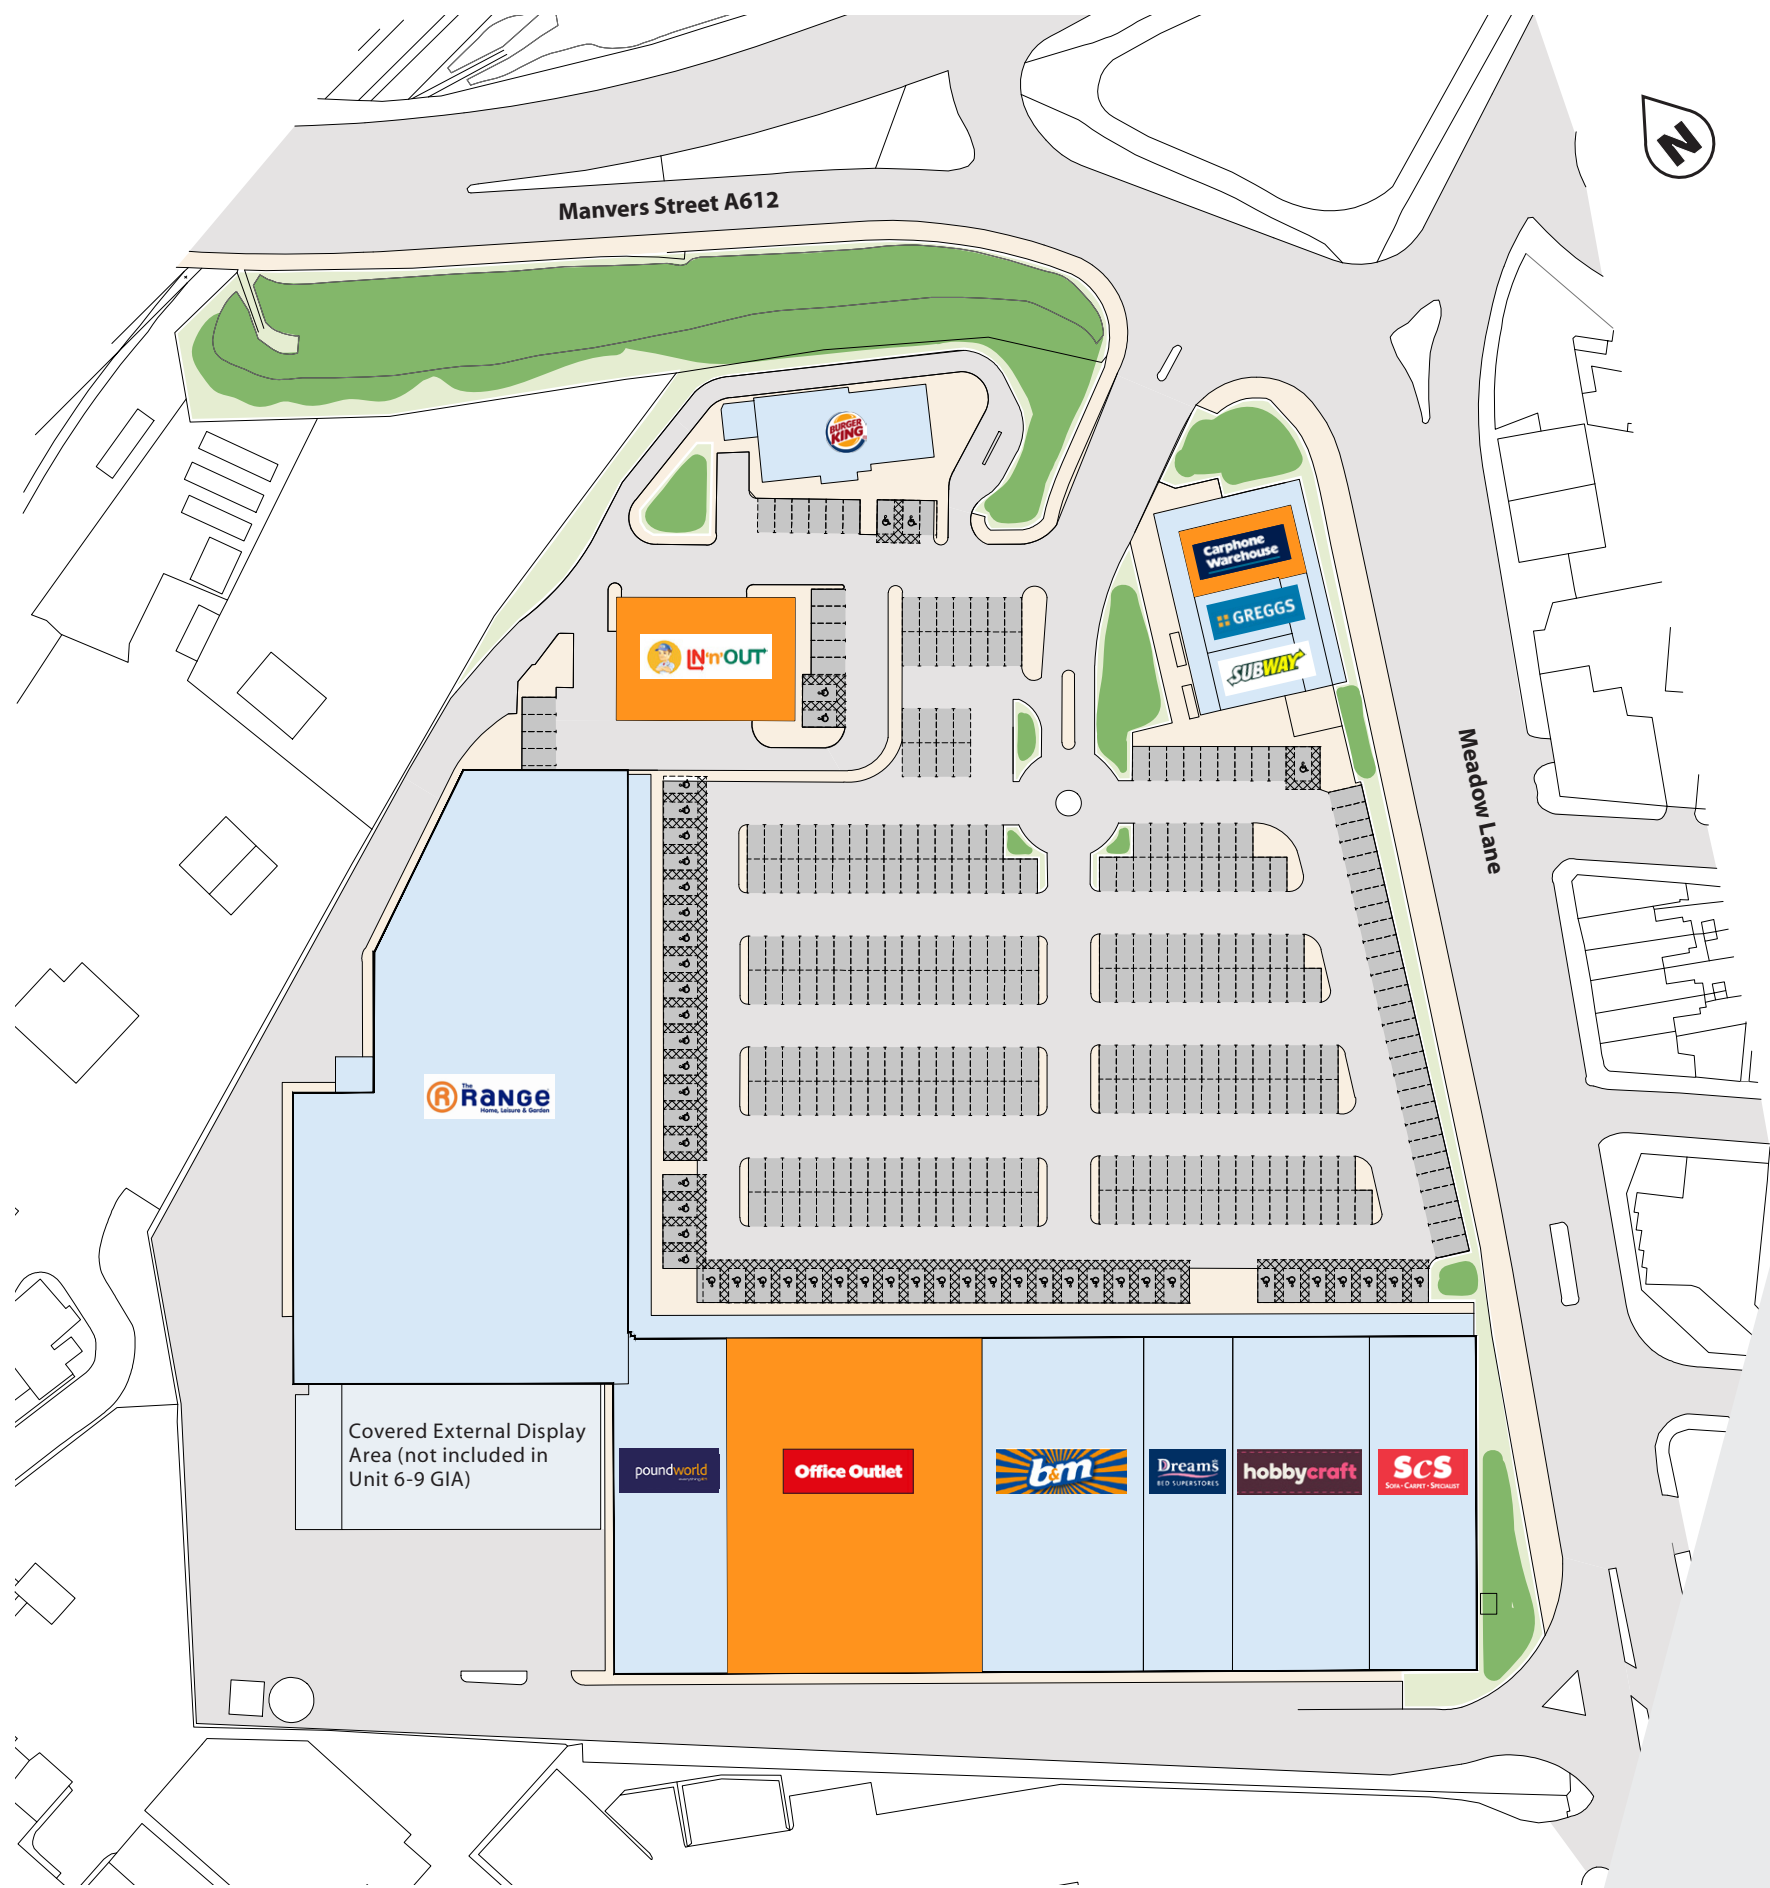 N
Manvers Street A612
BURGER
KING
Carphone
Warehouse
GREGGS
SUBWAY
IN'n'OUT
Meadow Lane
The
RANGE
Home, Leisure & Garden
Covered External Display
Area (not included in
Unit 6-9 GIA)
poundworld
Office Outlet
b&m
Dreams
BED SUPERSTORES
hobbycraft
ScS
SOFA · CARPET · SPECIALIST